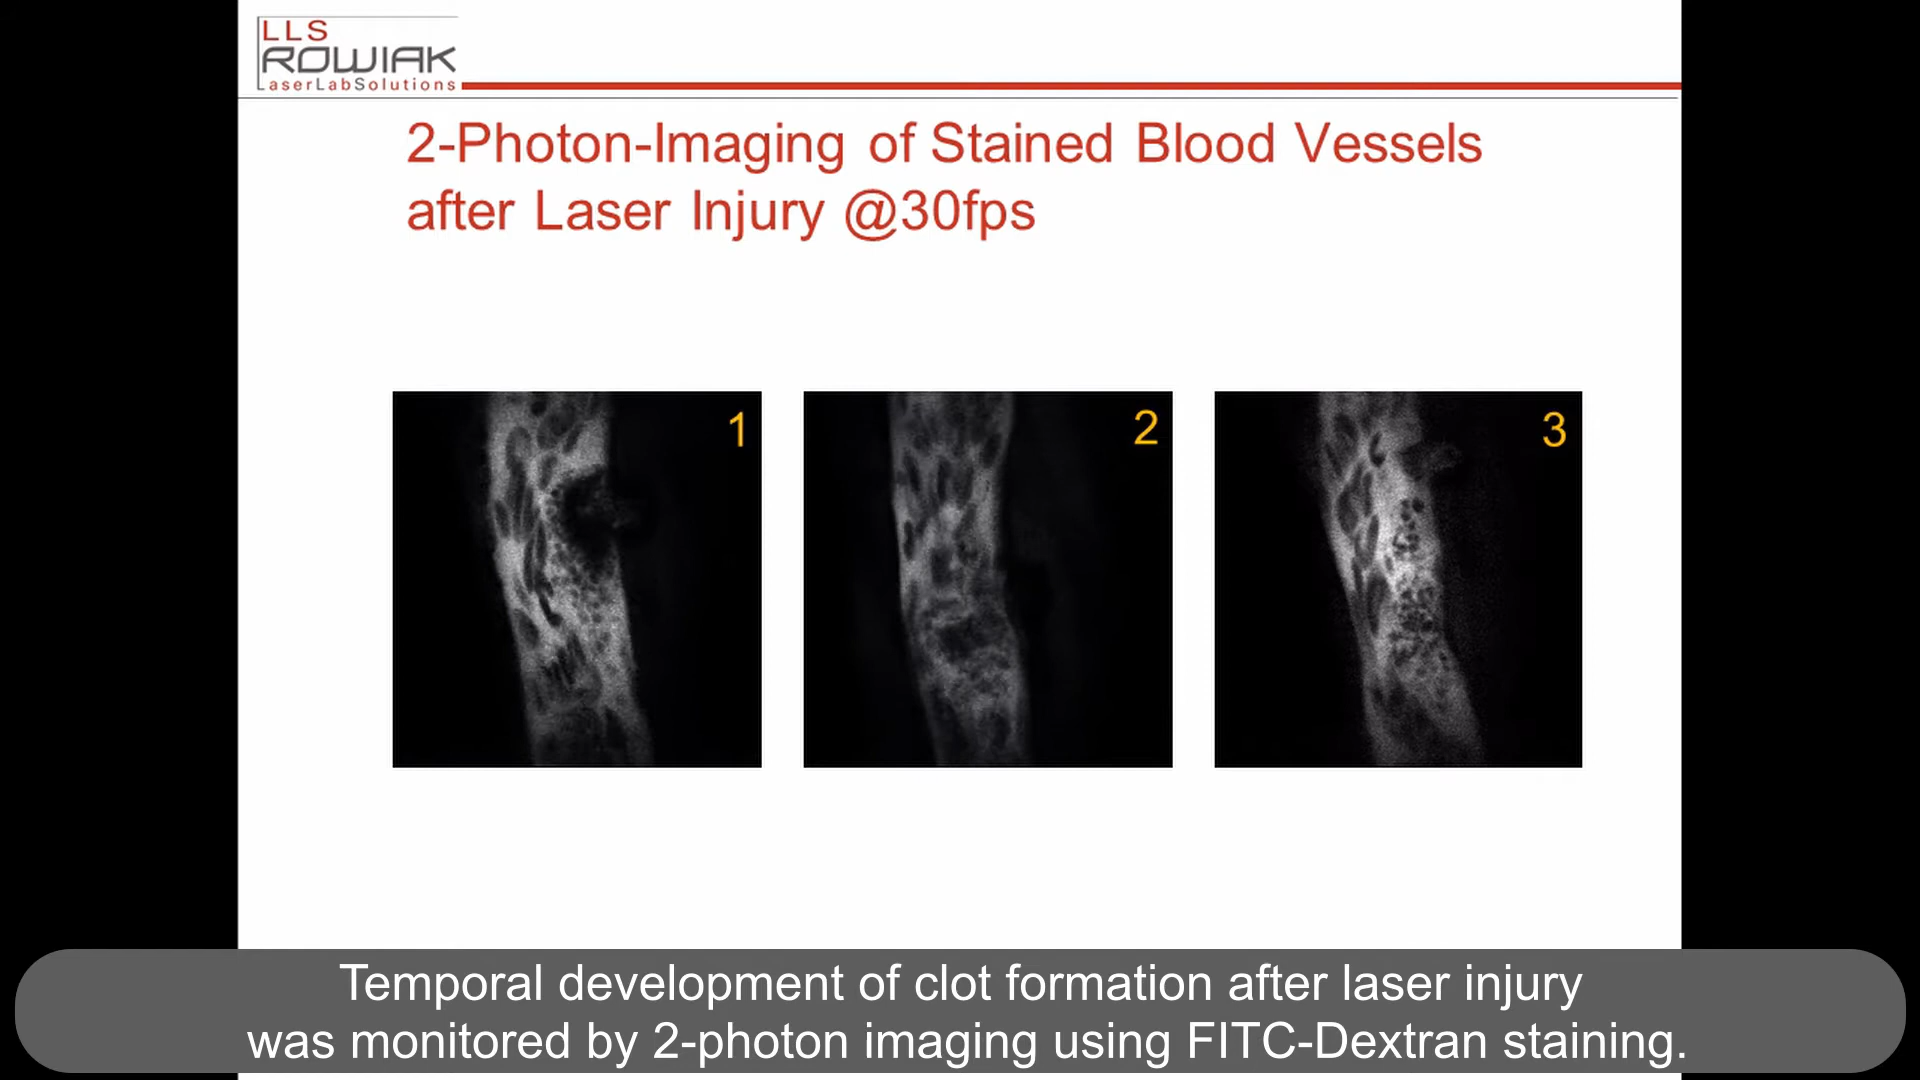 LLS
ROWIAK
LaserLabSolutions
2-Photon-Imaging of Stained Blood Vessels
after Laser Injury @30fps
1
2
3
Temporal development of clot formation after laser injury
was monitored by 2-photon imaging using FITC-Dextran staining.